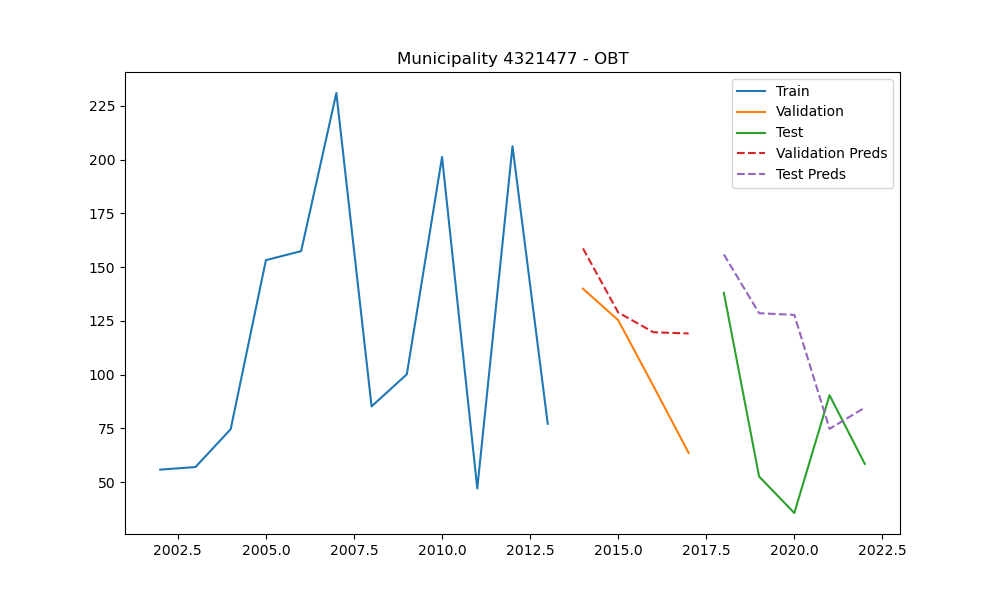 Municipality 4321477 - OBT
Train
Validation
Test
Validation Preds
Test Preds
225
200
175
150
125
100
75
50
2002.5 2005.0 2007.5 2010.0 2012.5 2015.0 2017.5 2020.0 2022.5